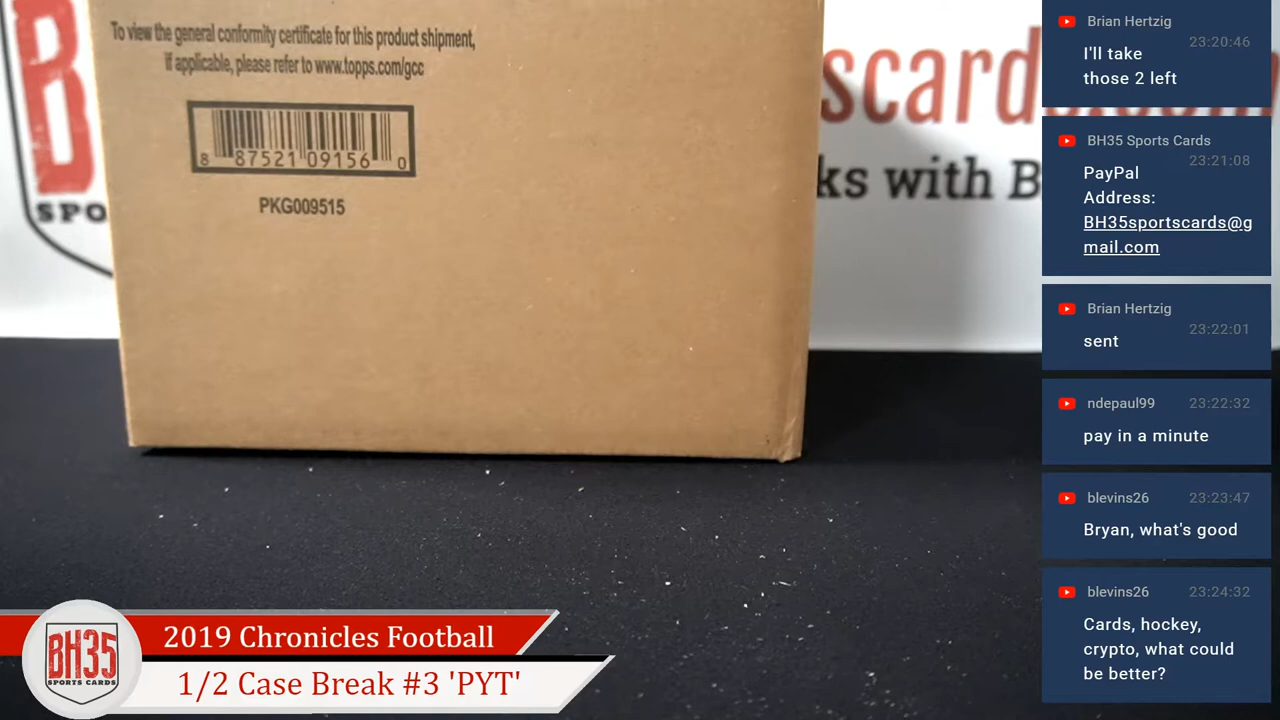 To view the general conformity certificate for this product shipment,
if applicable, please refer to www.topps.com/gcc
8 87521 09156 0
PKG009515
SPO
ks with B
2019 Chronicles Football
1/2 Case Break #3 'PYT'
BH35
SPORTS CARDS
Brian Hertzig
23:20:46
I'll take
those 2 left
BH35 Sports Cards
23:21:08
PayPal
Address:
BH35sportscards@g
mail.com
Brian Hertzig
23:22:01
sent
ndepaul99 23:22:32
pay in a minute
blevins26 23:23:47
Bryan, what's good
blevins26 23:24:32
Cards, hockey,
crypto, what could
be better?